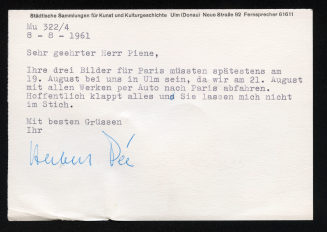 Städtische Sammlungen für Kunst und Kulturgeschichte Ulm (Donau) Neue Straße 92 Fernsprecher 61611
Mu 322/4
8 - 8 - 1961
Sehr geehrter Herr Piene,
Ihre drei Bilder für Paris müssten spätestens am
19. August bei uns in Ulm sein, da wir am 21. August
mit allen Werken per Auto nach Paris abfahren.
Hoffentlich klappt alles und Sie lassen mich nicht
im Stich.
Mit besten Grüssen
Ihr
Herbert Pée